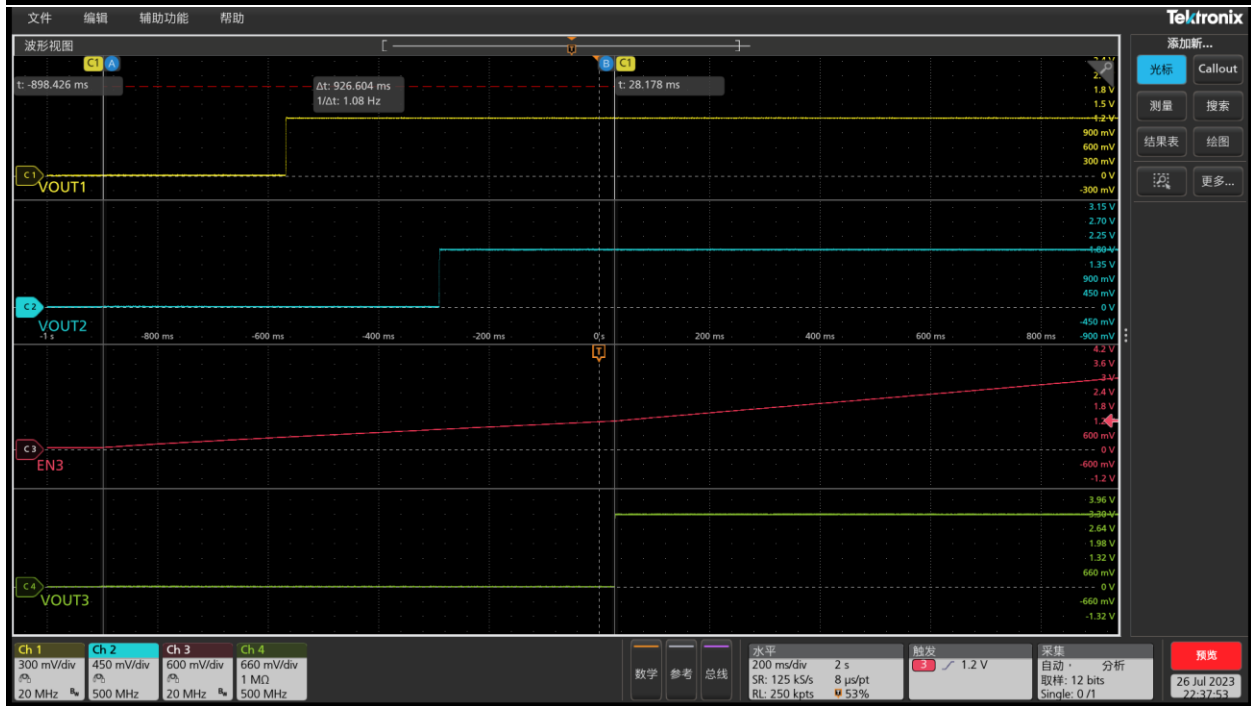 文件 编辑 辅助功能 帮助
Tektronix
波形视图
添加新...
C1 A
B C1
t: -898.426 ms
Δt: 926.604 ms
1/Δt: 1.08 Hz
t: 28.178 ms
光标 Callout
测量 搜索
结果表 绘图
更多...
1.8 V
1.5 V
1.2 V
900 mV
600 mV
300 mV
0 V
-300 mV
C1
VOUT1
3.15 V
2.70 V
2.25 V
1.80 V
1.35 V
900 mV
450 mV
0 V
-450 mV
-900 mV
C2
VOUT2
-1 s -800 ms -600 ms -400 ms -200 ms 0 s 200 ms 400 ms 600 ms 800 ms
T
4.2 V
3.6 V
3 V
2.4 V
1.8 V
1.2
600 mV
0 V
-600 mV
-1.2 V
C3
EN3
3.96 V
3.30 V
2.64 V
1.98 V
1.32 V
660 mV
0 V
-660 mV
-1.32 V
C4
VOUT3
Ch 1
300 mV/div
20 MHz
Ch 2
450 mV/div
500 MHz
Ch 3
600 mV/div
20 MHz
Ch 4
660 mV/div
1 MΩ
500 MHz
数学 参考 总线
水平
200 ms/div 2 s
SR: 125 kS/s 8 μs/pt
RL: 250 kpts 53%
触发
3 1.2 V
采集
自动, 分析
取样: 12 bits
Single: 0 /1
预览
26 Jul 2023
22:37:53